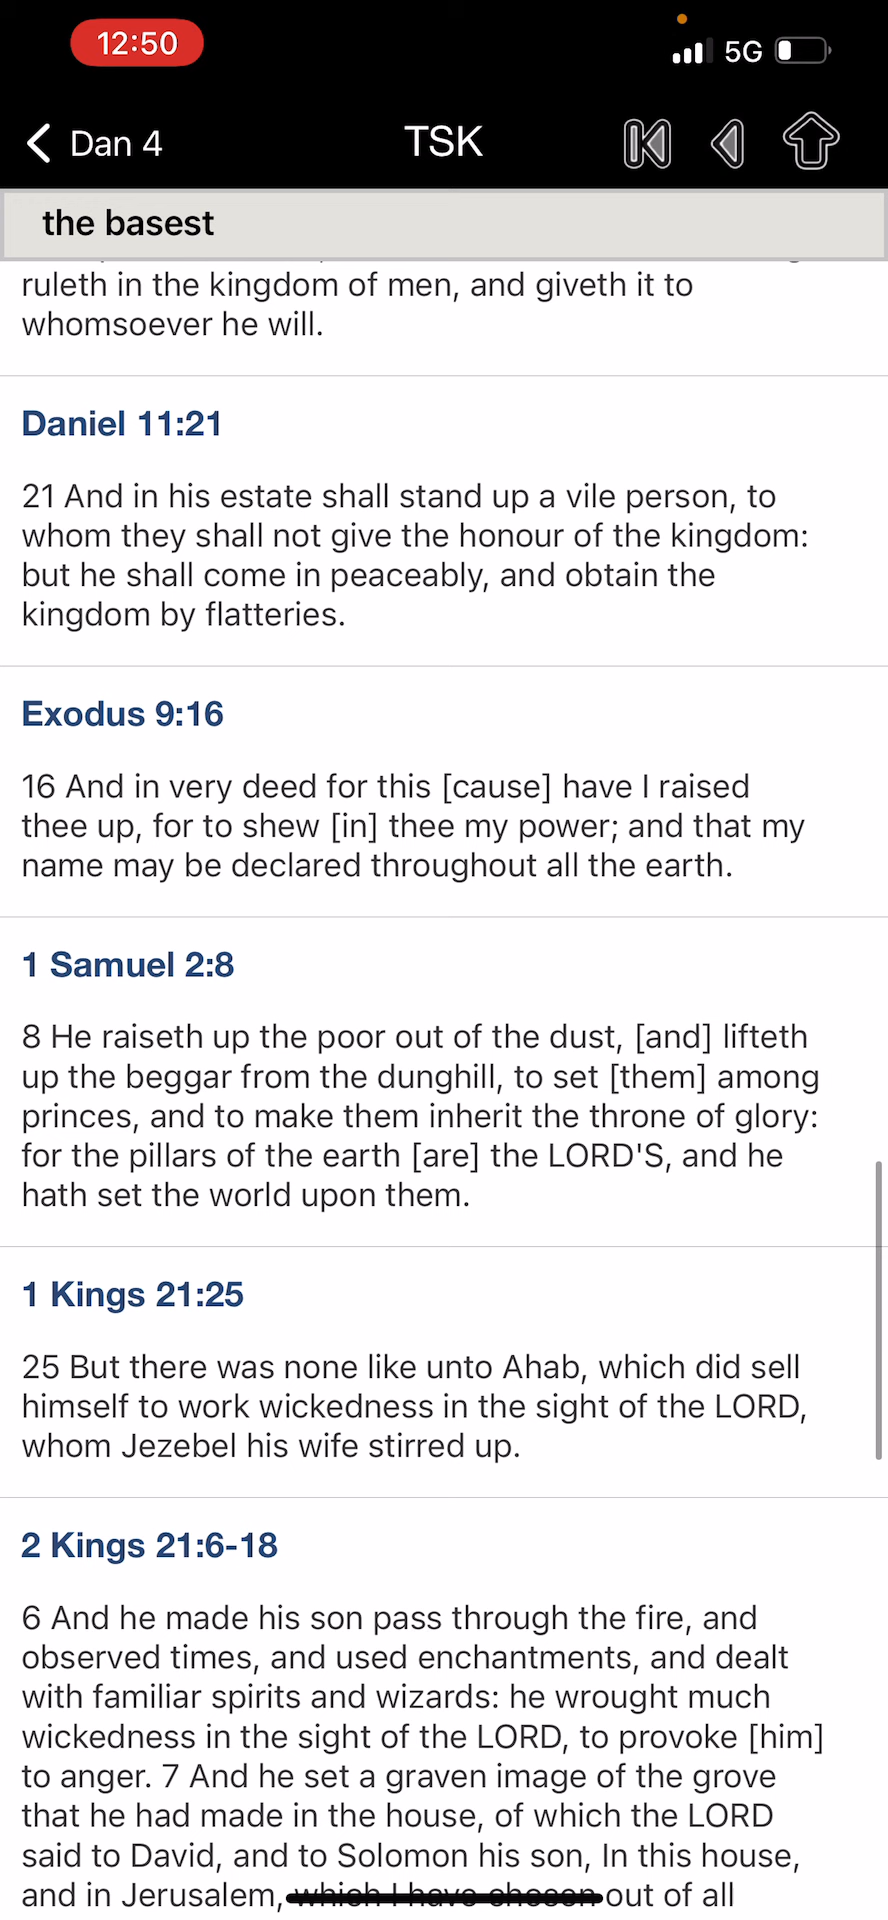 12:50
5G
Dan 4
TSK
the basest
ruleth in the kingdom of men, and giveth it to
whomsoever he will.
Daniel 11:21
21 And in his estate shall stand up a vile person, to
whom they shall not give the honour of the kingdom:
but he shall come in peaceably, and obtain the
kingdom by flatteries.
Exodus 9:16
16 And in very deed for this [cause] have I raised
thee up, for to shew [in] thee my power; and that my
name may be declared throughout all the earth.
1 Samuel 2:8
8 He raiseth up the poor out of the dust, [and] lifteth
up the beggar from the dunghill, to set [them] among
princes, and to make them inherit the throne of glory:
for the pillars of the earth [are] the LORD'S, and he
hath set the world upon them.
1 Kings 21:25
25 But there was none like unto Ahab, which did sell
himself to work wickedness in the sight of the LORD,
whom Jezebel his wife stirred up.
2 Kings 21:6-18
6 And he made his son pass through the fire, and
observed times, and used enchantments, and dealt
with familiar spirits and wizards: he wrought much
wickedness in the sight of the LORD, to provoke [him]
to anger. 7 And he set a graven image of the grove
that he had made in the house, of which the LORD
said to David, and to Solomon his son, In this house,
and in Jerusalem, which I have chosen out of all